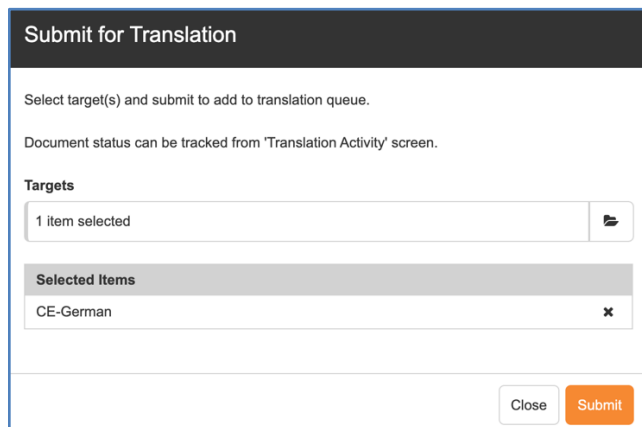 Submit for Translation
Select target(s) and submit to add to translation queue.
Document status can be tracked from 'Translation Activity' screen.
Targets
1 item selected
Selected Items
CE-German
Close Submit